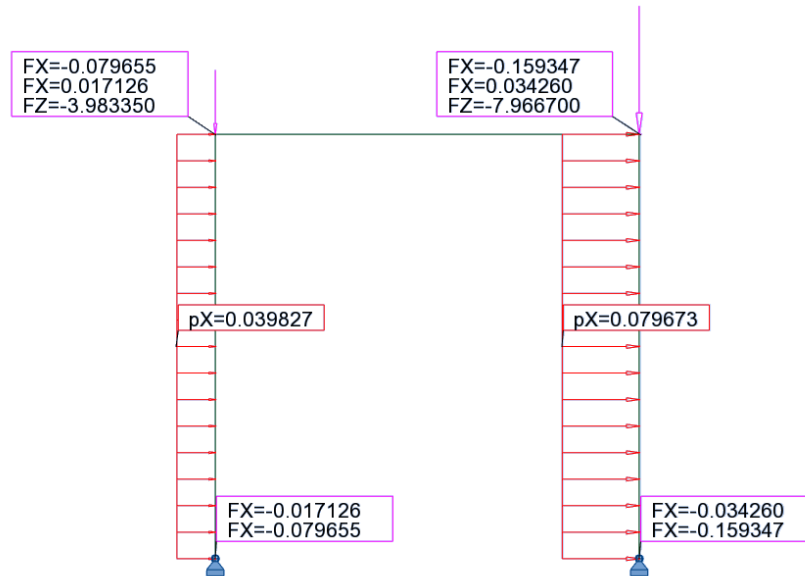 FX=-0.079655
FX=0.017126
FZ=-3.983350
FX=-0.159347
FX=0.034260
FZ=-7.966700
pX=0.039827
pX=0.079673
FX=-0.017126
FX=-0.079655
FX=-0.034260
FX=-0.159347